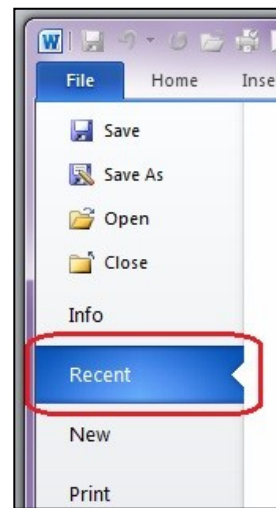 W
File Home Inse
Save
Save As
Open
Close
Info
Recent
New
Print